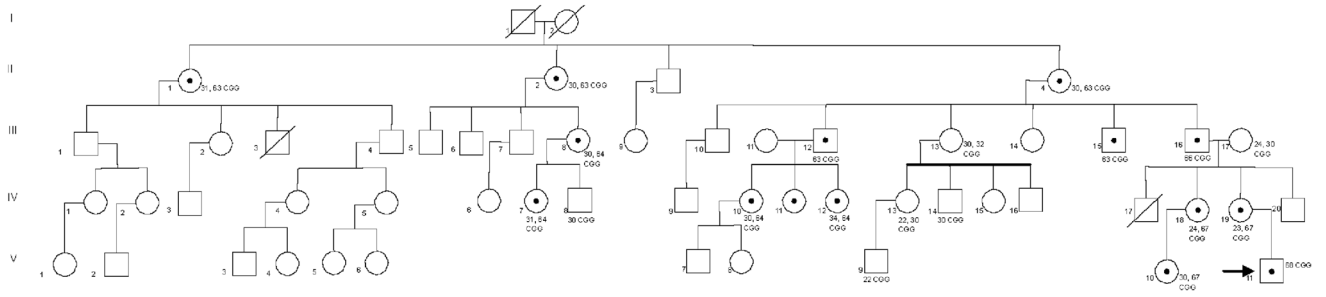 I
1
2
II
1
31, 63 CGG
2
30, 63 CGG
3
4
30, 63 CGG
III
1
2
3
4
5
6
7
8
30, 64
CGG
9
10
11
12
63 CGG
13
30, 32
CGG
14
15
63 CGG
16
66 CGG
17
24, 30
CGG
IV
1
2
3
4
5
6
7
31, 64
CGG
8
30 CGG
9
10
30, 64
CGG
11
12
34, 64
CGG
13
22, 30
CGG
14
30 CGG
15
16
17
18
24, 67
CGG
19
23, 67
CGG
20
V
1
2
3
4
5
6
7
8
9
22 CGG
10
30, 67
CGG
11
68 CGG